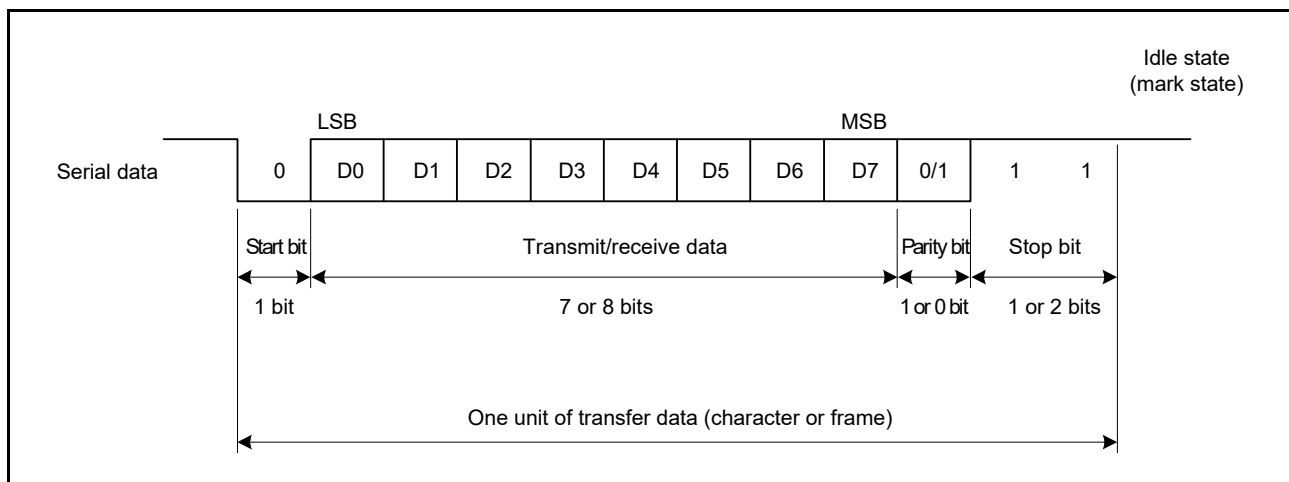 Idle state
(mark state)
LSB MSB
Serial data 0 D0 D1 D2 D3 D4 D5 D6 D7 0/1 1 1
Start bit Transmit/receive data Parity bit Stop bit
1 bit 7 or 8 bits 1 or 0 bit 1 or 2 bits
One unit of transfer data (character or frame)